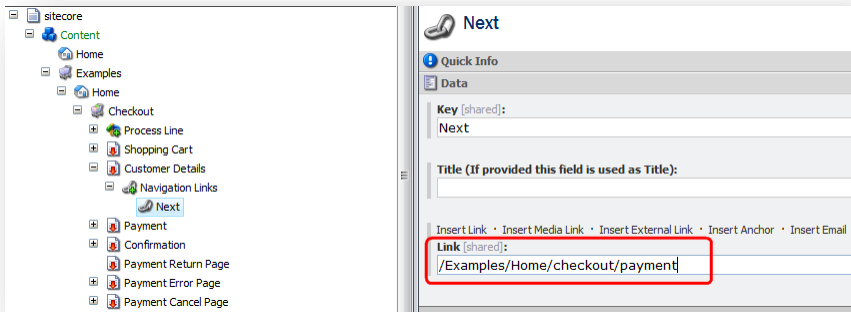 sitecore
Content
Home
Examples
Home
Checkout
Process Line
Shopping Cart
Customer Details
Navigation Links
Next
Payment
Confirmation
Payment Return Page
Payment Error Page
Payment Cancel Page
Next
Quick Info
Data
Key [shared]:
Next
Title (If provided this field is used as Title):
Insert Link · Insert Media Link · Insert External Link · Insert Anchor · Insert Email
Link [shared]:
/Examples/Home/checkout/payment